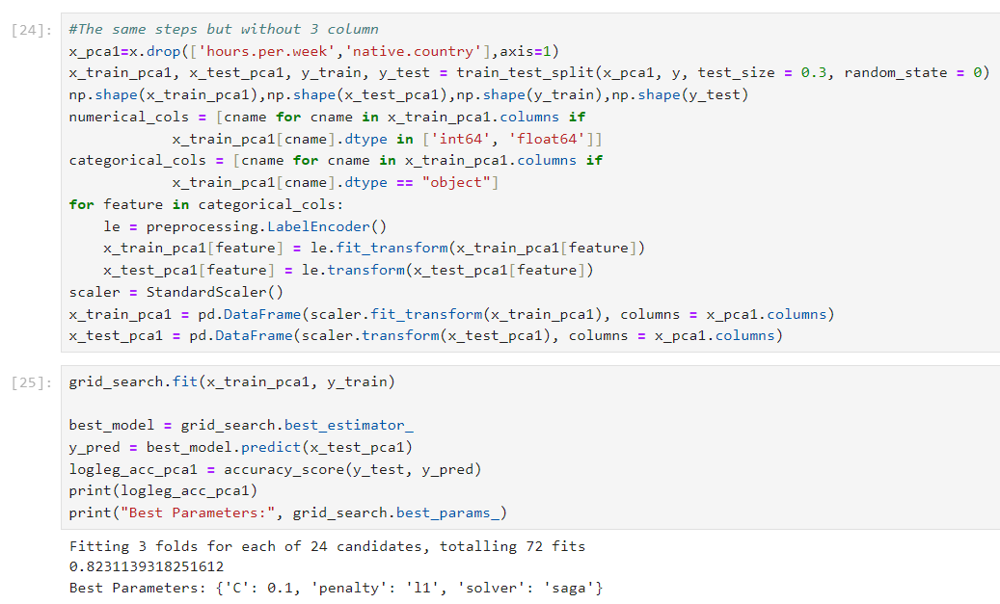 [24]: #The same steps but without 3 column
x_pca1=x.drop(['hours.per.week','native.country'],axis=1)
x_train_pca1, x_test_pca1, y_train, y_test = train_test_split(x_pca1, y, test_size = 0.3, random_state = 0)
np.shape(x_train_pca1),np.shape(x_test_pca1),np.shape(y_train),np.shape(y_test)
numerical_cols = [cname for cname in x_train_pca1.columns if
            x_train_pca1[cname].dtype in ['int64', 'float64']]
categorical_cols = [cname for cname in x_train_pca1.columns if
            x_train_pca1[cname].dtype == "object"]
for feature in categorical_cols:
    le = preprocessing.LabelEncoder()
    x_train_pca1[feature] = le.fit_transform(x_train_pca1[feature])
    x_test_pca1[feature] = le.transform(x_test_pca1[feature])
scaler = StandardScaler()
x_train_pca1 = pd.DataFrame(scaler.fit_transform(x_train_pca1), columns = x_pca1.columns)
x_test_pca1 = pd.DataFrame(scaler.transform(x_test_pca1), columns = x_pca1.columns)
[25]: grid_search.fit(x_train_pca1, y_train)

best_model = grid_search.best_estimator_
y_pred = best_model.predict(x_test_pca1)
logleg_acc_pca1 = accuracy_score(y_test, y_pred)
print(logleg_acc_pca1)
print("Best Parameters:", grid_search.best_params_)
Fitting 3 folds for each of 24 candidates, totalling 72 fits
0.8231139318251612
Best Parameters: {'C': 0.1, 'penalty': 'l1', 'solver': 'saga'}